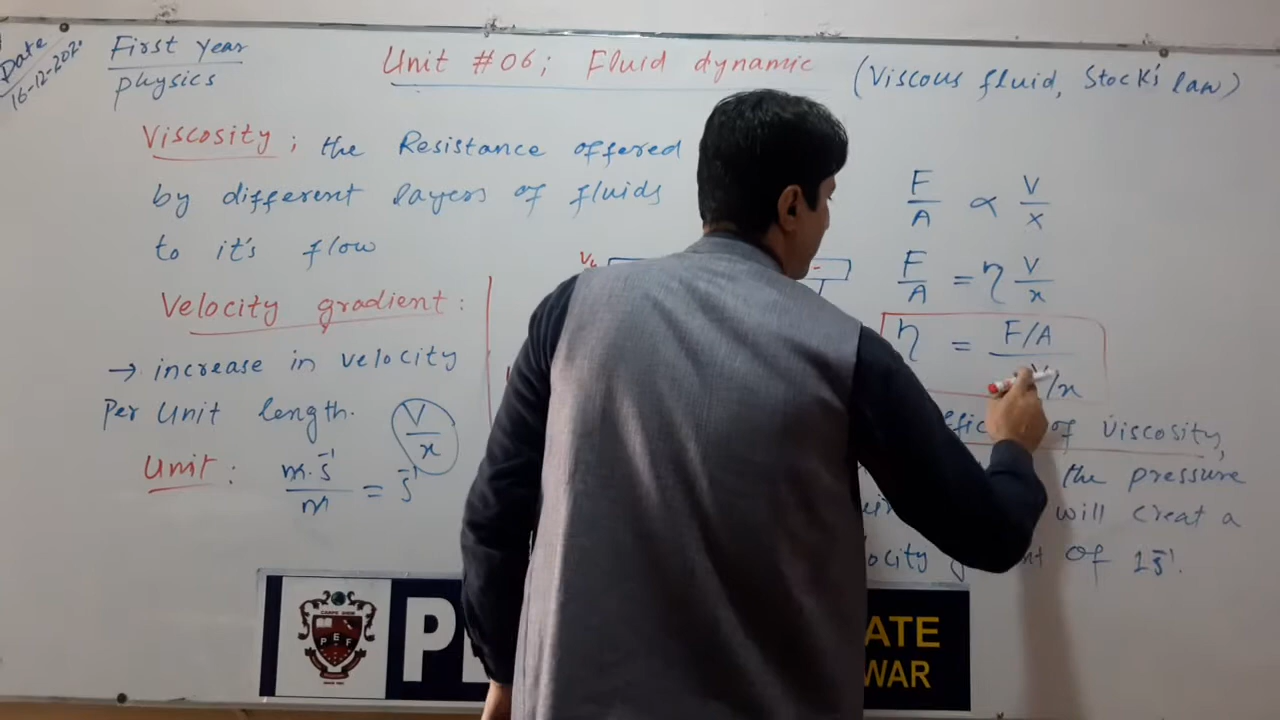 Date
16-12-202
First Year
physics
Unit #06; Fluid dynamic (Viscous fluid, Stock's law)
Viscosity; the Resistance offered
by different layers of fluids
to it's flow
Velocity gradient:
→ increase in velocity
Per Unit length. V/x
Unit: m.s⁻¹/m = s⁻¹
F/A ∝ V/x
F/A = η V/x
η = F/A
/x
of Viscosity,
the pressure
will creat a
of 1s⁻¹.
PEF
P
ATE
WAR